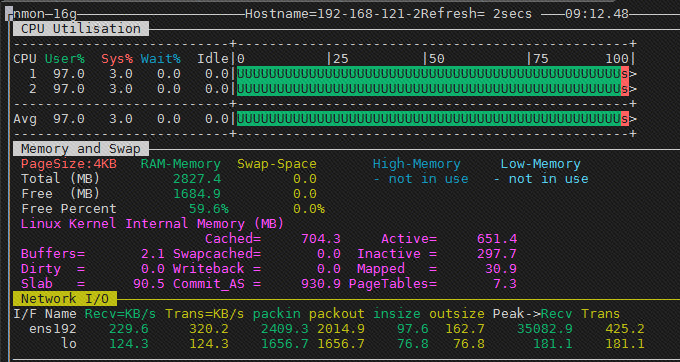 nmon─16g Hostname=192-168-121-2Refresh= 2secs 09:12.48
CPU Utilisation
CPU User% Sys% Wait% Idle|0 |25 |50 |75 100|
1 97.0 3.0 0.0 0.0|UUUUUUUUUUUUUUUUUUUUUUUUUUUUUUUUUUUUUUUUUUUUUUUUs>
2 97.0 3.0 0.0 0.0|UUUUUUUUUUUUUUUUUUUUUUUUUUUUUUUUUUUUUUUUUUUUUUUUs>
Avg 97.0 3.0 0.0 0.0|UUUUUUUUUUUUUUUUUUUUUUUUUUUUUUUUUUUUUUUUUUUUUUUUs>
Memory and Swap
PageSize:4KB RAM-Memory Swap-Space High-Memory Low-Memory
Total (MB) 2827.4 0.0 - not in use - not in use
Free (MB) 1684.9 0.0
Free Percent 59.6% 0.0%
Linux Kernel Internal Memory (MB)
Cached= 704.3 Active= 651.4
Buffers= 2.1 Swapcached= 0.0 Inactive = 297.7
Dirty = 0.0 Writeback = 0.0 Mapped = 30.9
Slab = 90.5 Commit_AS = 930.9 PageTables= 7.3
Network I/O
I/F Name Recv=KB/s Trans=KB/s packin packout insize outsize Peak->Recv Trans
ens192 229.6 320.2 2409.3 2014.9 97.6 162.7 35082.9 425.2
lo 124.3 124.3 1656.7 1656.7 76.8 76.8 181.1 181.1